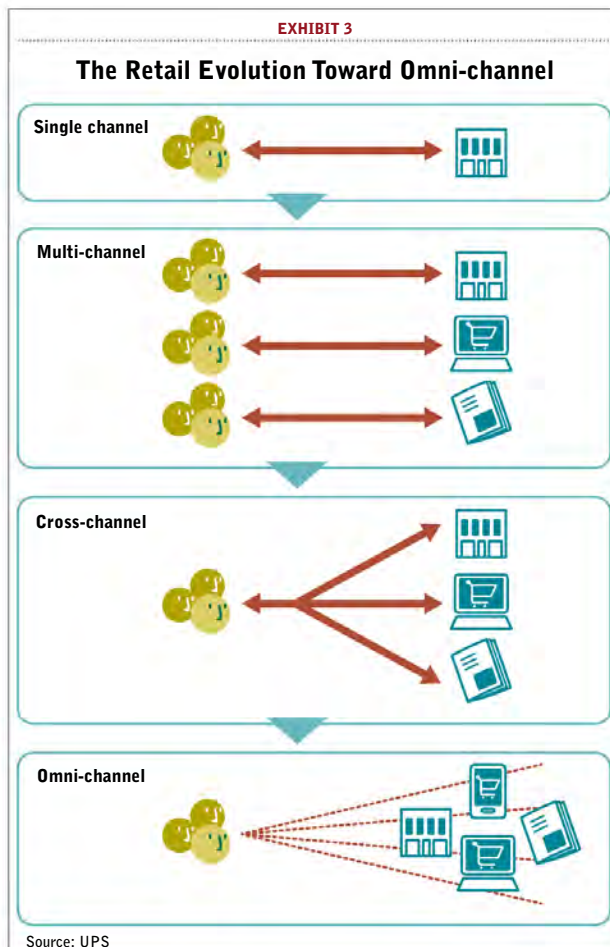 EXHIBIT 3
The Retail Evolution Toward Omni-channel
Single channel
Multi-channel
Cross-channel
Omni-channel
Source: UPS